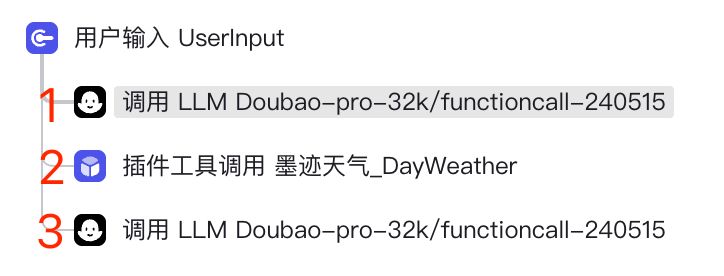 用户输入 UserInput
1 调用 LLM Doubao-pro-32k/functioncall-240515
2 插件工具调用 墨迹天气_DayWeather
3 调用 LLM Doubao-pro-32k/functioncall-240515